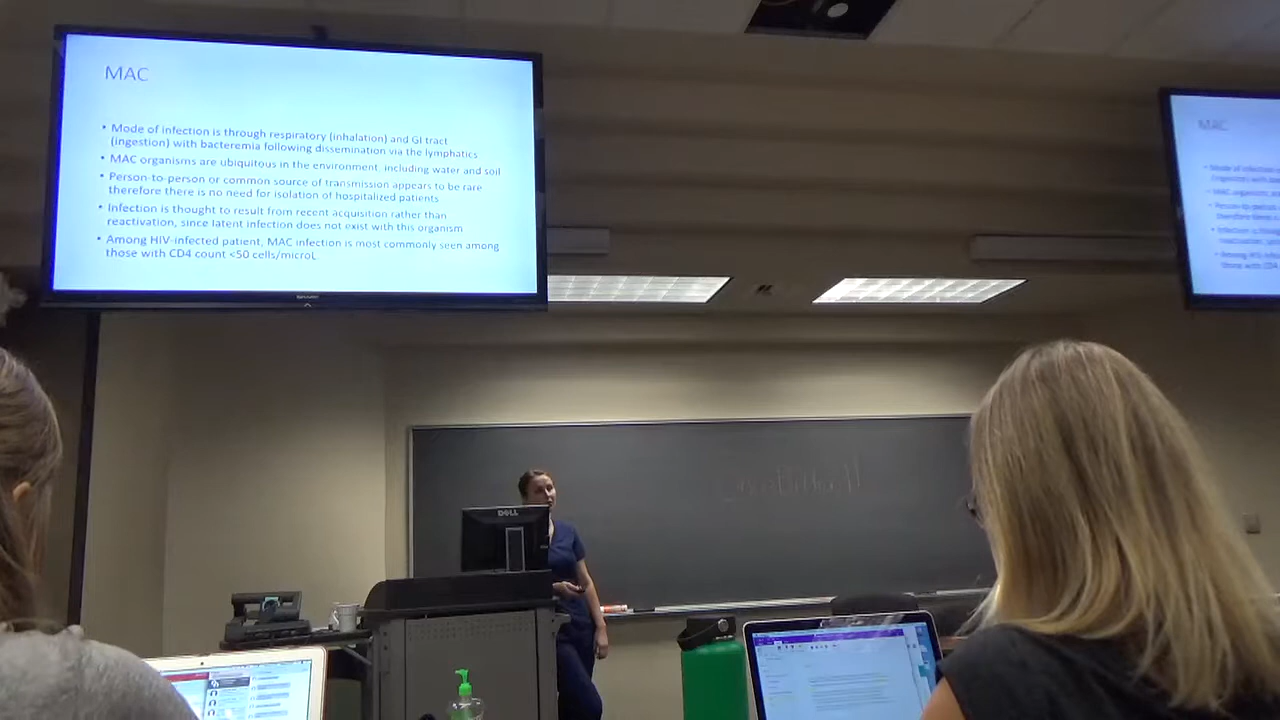 MAC
• Mode of infection is through respiratory (inhalation) and GI tract
(ingestion) with bacteremia following dissemination via the lymphatics
• MAC organisms are ubiquitous in the environment, including water and soil
• Person-to-person or common source of transmission appears to be rare
therefore there is no need for isolation of hospitalized patients
• Infection is thought to result from recent acquisition rather than
reactivation, since latent infection does not exist with this organism
• Among HIV-infected patient, MAC infection is most commonly seen among
those with CD4 count <50 cells/microL
SHARP
MAC
DELL